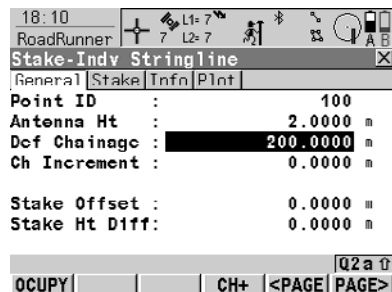 18:10
RoadRunner
L1= 7
7 L2= 7
A B
Stake-Indv Stringline
General Stake Info Plot
Point ID : 100
Antenna Ht : 2.0000 m
Def Chainage : 200.0000 m
Ch Increment : 0.0000 m
Stake Offset : 0.0000 m
Stake Ht Diff: 0.0000 m
Q2a
OCUPY CH+ <PAGE PAGE>